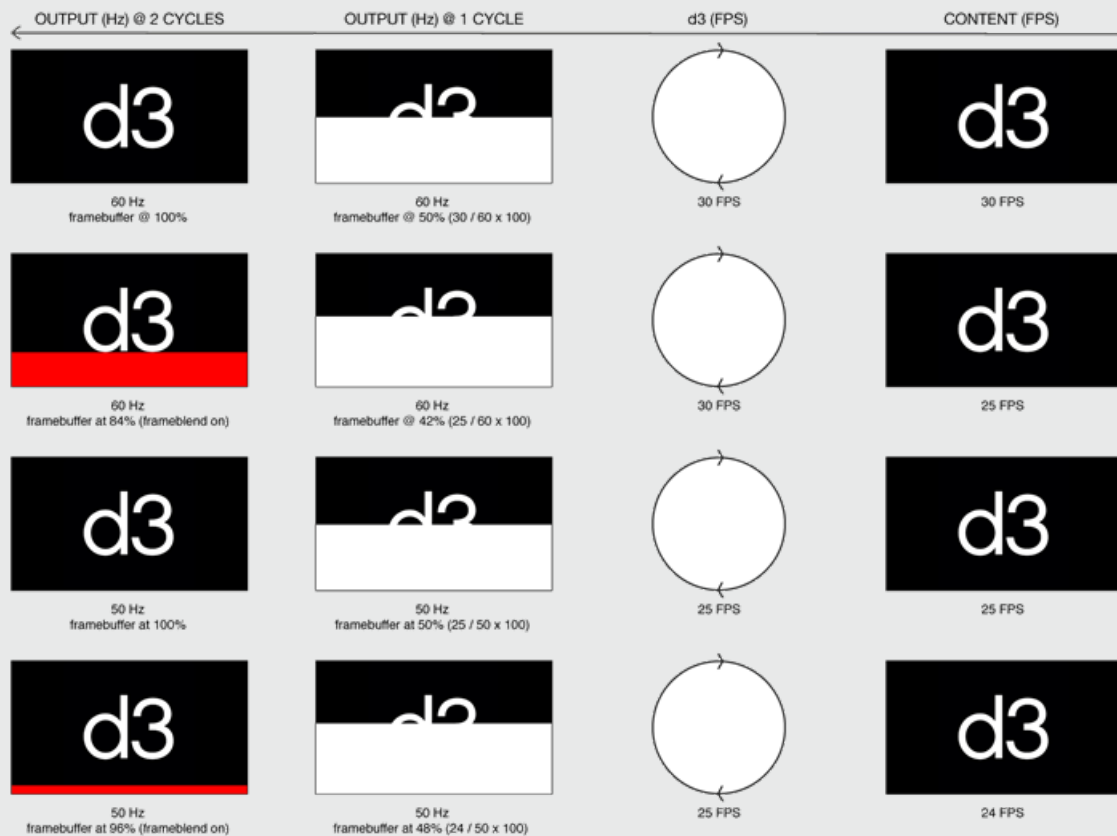 OUTPUT (Hz) @ 2 CYCLES
OUTPUT (Hz) @ 1 CYCLE
d3 (FPS)
CONTENT (FPS)
d3
d3
d3
60 Hz
framebuffer @ 100%
60 Hz
framebuffer @ 50% (30 / 60 x 100)
30 FPS
30 FPS
d3
d3
d3
60 Hz
framebuffer at 84% (frameblend on)
60 Hz
framebuffer @ 42% (25 / 60 x 100)
30 FPS
25 FPS
d3
d3
d3
50 Hz
framebuffer at 100%
50 Hz
framebuffer at 50% (25 / 50 x 100)
25 FPS
25 FPS
d3
d3
d3
50 Hz
framebuffer at 96% (frameblend on)
50 Hz
framebuffer at 48% (24 / 50 x 100)
25 FPS
24 FPS